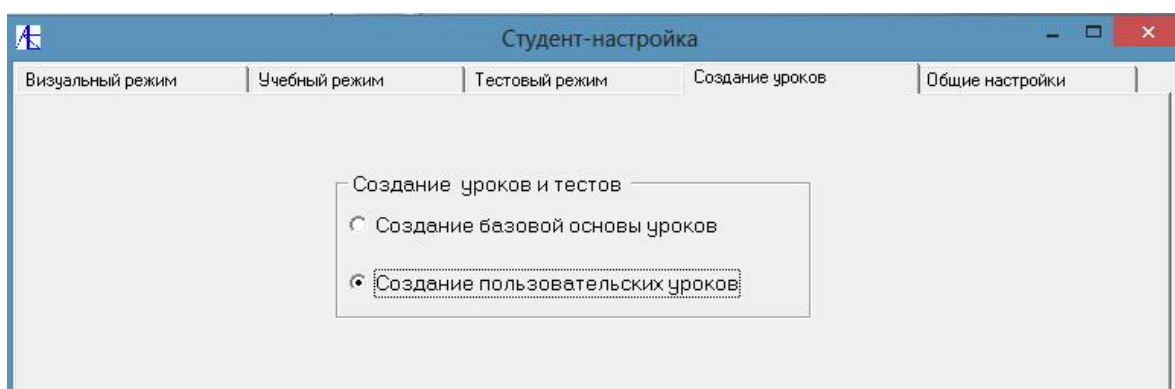 Студент-настройка
Визуальный режим Учебный режим Тестовый режим Создание уроков Общие настройки
Создание уроков и тестов
Создание базовой основы уроков
Создание пользовательских уроков